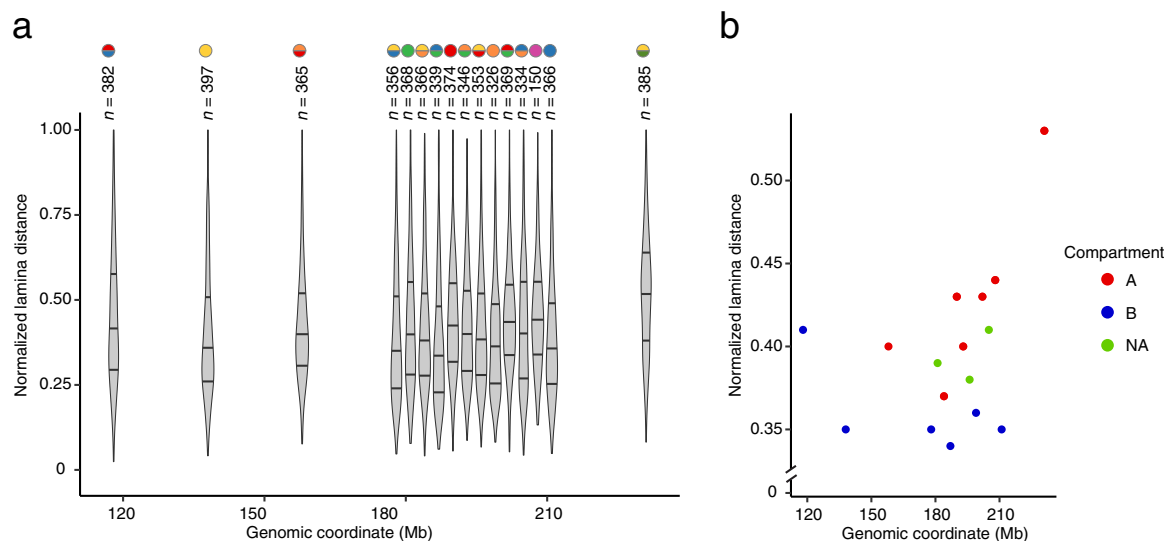 a
n = 382
n = 397
n = 365
n = 356
n = 368
n = 366
n = 339
n = 374
n = 346
n = 353
n = 326
n = 369
n = 334
n = 150
n = 366
n = 385
Normalized lamina distance
1.00
0.75
0.50
0.25
0
120
150
180
210
Genomic coordinate (Mb)
b
Normalized lamina distance
0.50
0.45
0.40
0.35
0
120
150
180
210
Genomic coordinate (Mb)
Compartment
A
B
NA